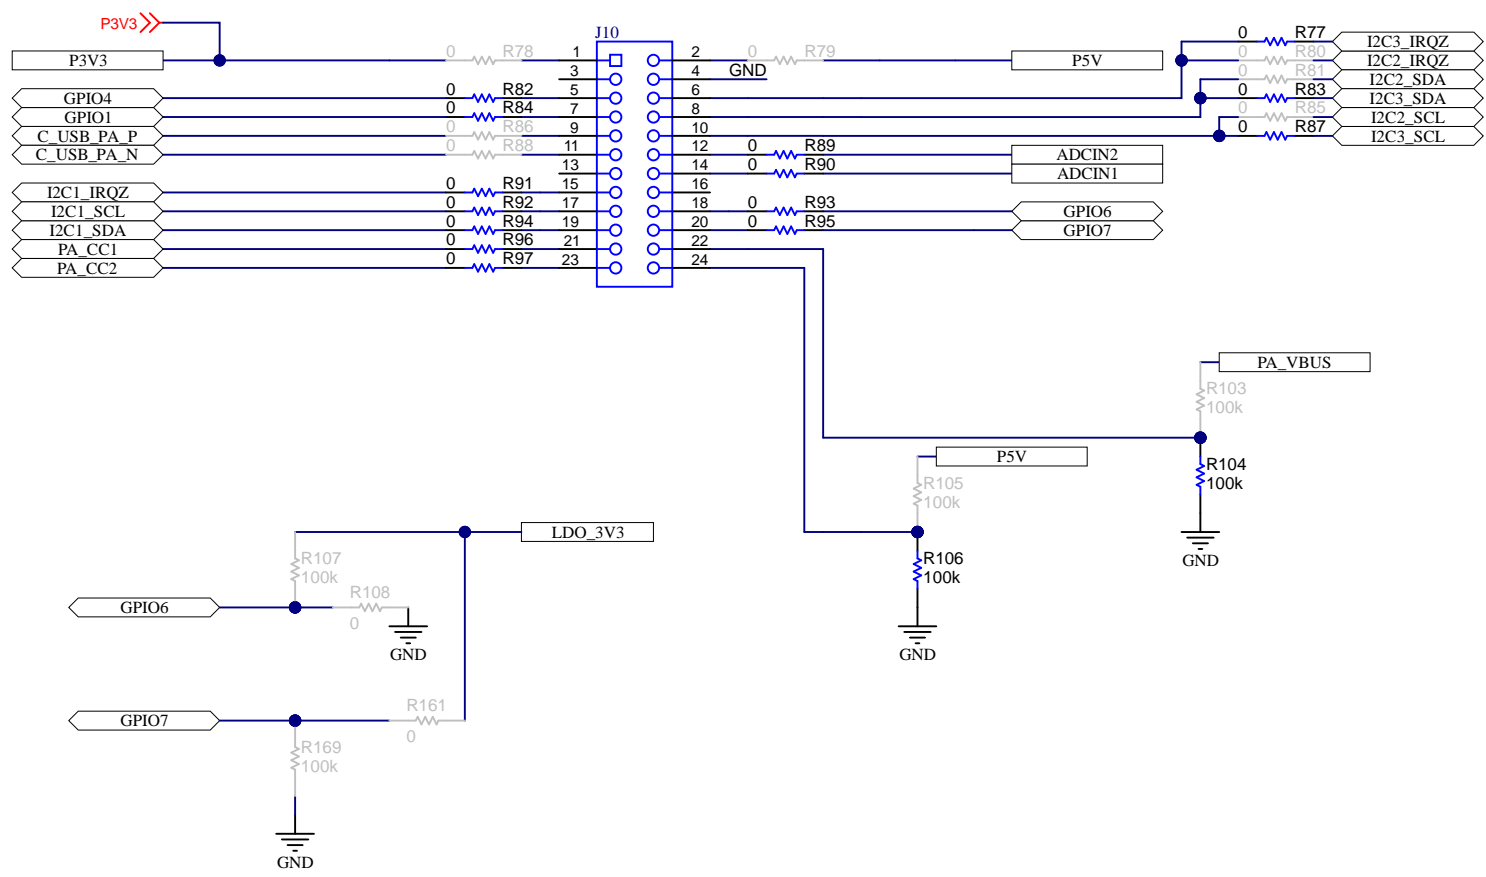 P3V3
J10
P3V3 0 R78 1 2 0 R79 P5V 0 R77 I2C3_IRQZ
0 R80 I2C2_IRQZ
3 4 GND 0 R81 I2C2_SDA
GPIO4 0 R82 5 6 0 R83 I2C3_SDA
GPIO1 0 R84 7 8 0 R85 I2C2_SCL
C_USB_PA_P 0 R86 9 10 0 R87 I2C3_SCL
C_USB_PA_N 0 R88 11 12 0 R89 ADCIN2
13 14 0 R90 ADCIN1
I2C1_IRQZ 0 R91 15 16
I2C1_SCL 0 R92 17 18 0 R93 GPIO6
I2C1_SDA 0 R94 19 20 0 R95 GPIO7
PA_CC1 0 R96 21 22
PA_CC2 0 R97 23 24
PA_VBUS
R103
100k
P5V
R104
100k
R105
100k
GND
LDO_3V3
R106
100k
GND
R107
100k
R108
GPIO6
0
GND
R161
GPIO7
0
R169
100k
GND